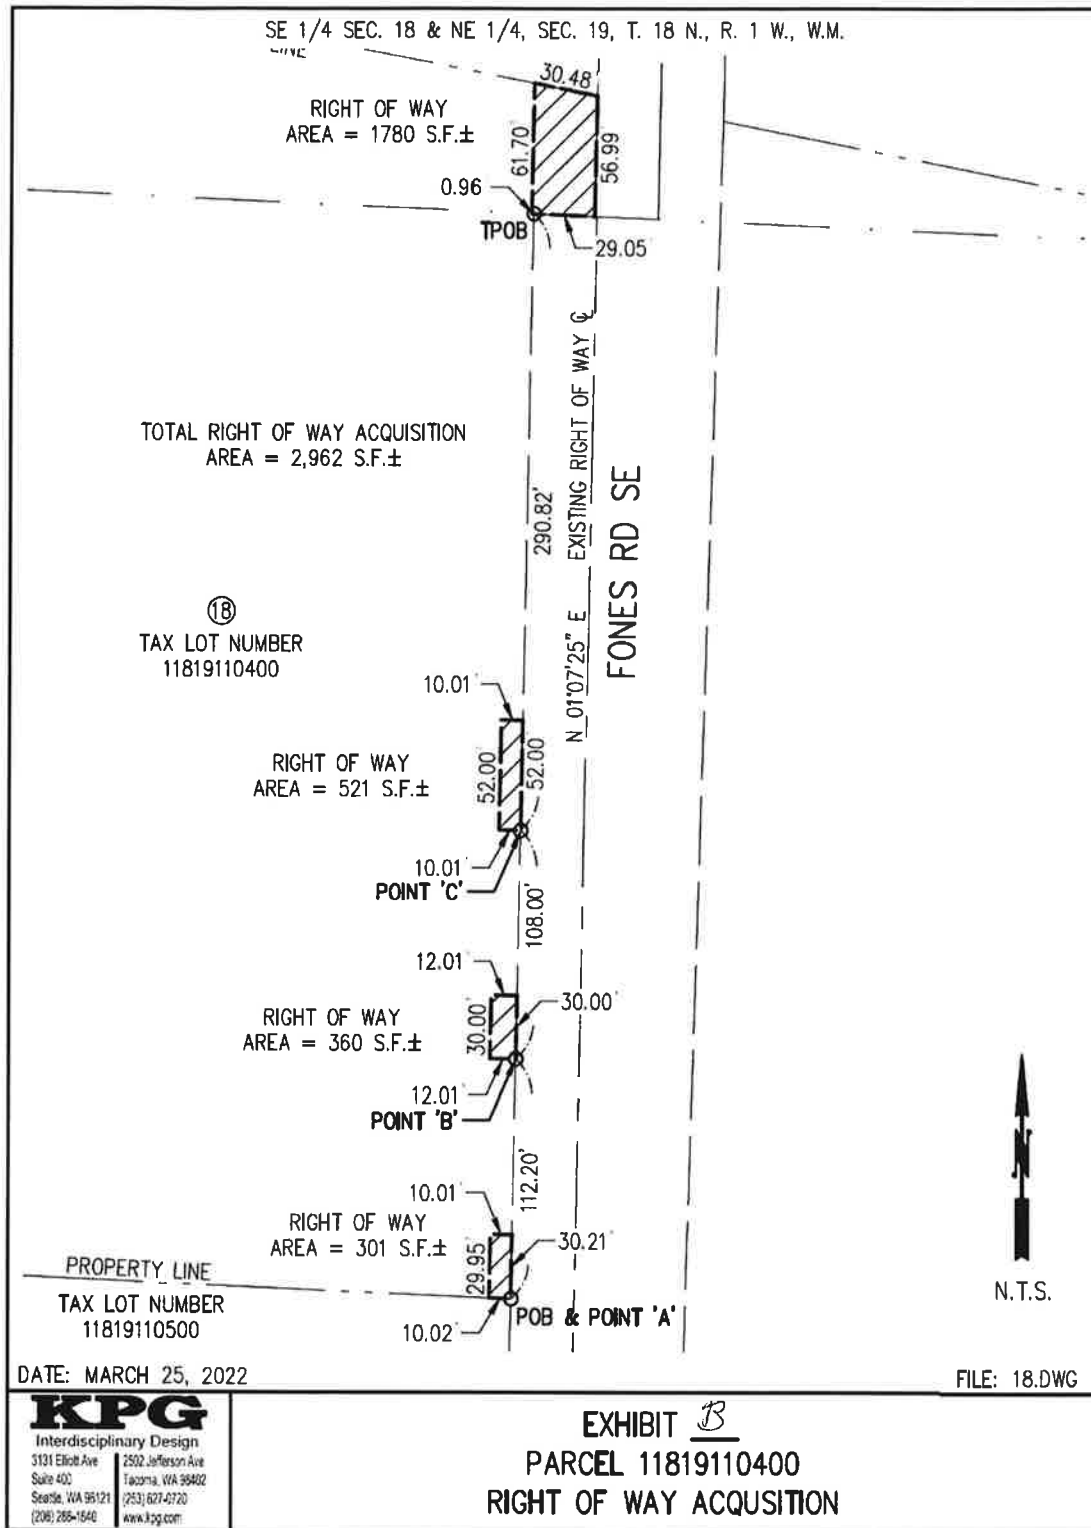 SE 1/4 SEC. 18 & NE 1/4, SEC. 19, T. 18 N., R. 1 W., W.M.
LINE
30.48'
RIGHT OF WAY
AREA = 1780 S.F.±
61.70'
56.99'
0.96'
TPOB
29.05'
EXISTING RIGHT OF WAY ℄
TOTAL RIGHT OF WAY ACQUISITION
AREA = 2,962 S.F.±
290.82'
FONES RD SE
N 01°07'25" E
18
TAX LOT NUMBER
11819110400
10.01'
RIGHT OF WAY
AREA = 521 S.F.±
52.00'
52.00'
10.01'
POINT 'C'
108.00'
12.01'
RIGHT OF WAY
AREA = 360 S.F.±
30.00'
30.00'
12.01'
POINT 'B'
112.20'
10.01'
RIGHT OF WAY
AREA = 301 S.F.±
29.95'
30.21'
PROPERTY LINE
TAX LOT NUMBER
11819110500
10.02'
POB & POINT 'A'
N
N.T.S.
DATE: MARCH 25, 2022
FILE: 18.DWG
KPG
Interdisciplinary Design
3131 Elliott Ave
Suite 400
Seattle, WA 98121
(206) 286-1640
2502 Jefferson Ave
Tacoma, WA 98402
(253) 627-0720
www.kpg.com
EXHIBIT B
PARCEL 11819110400
RIGHT OF WAY ACQUSITION